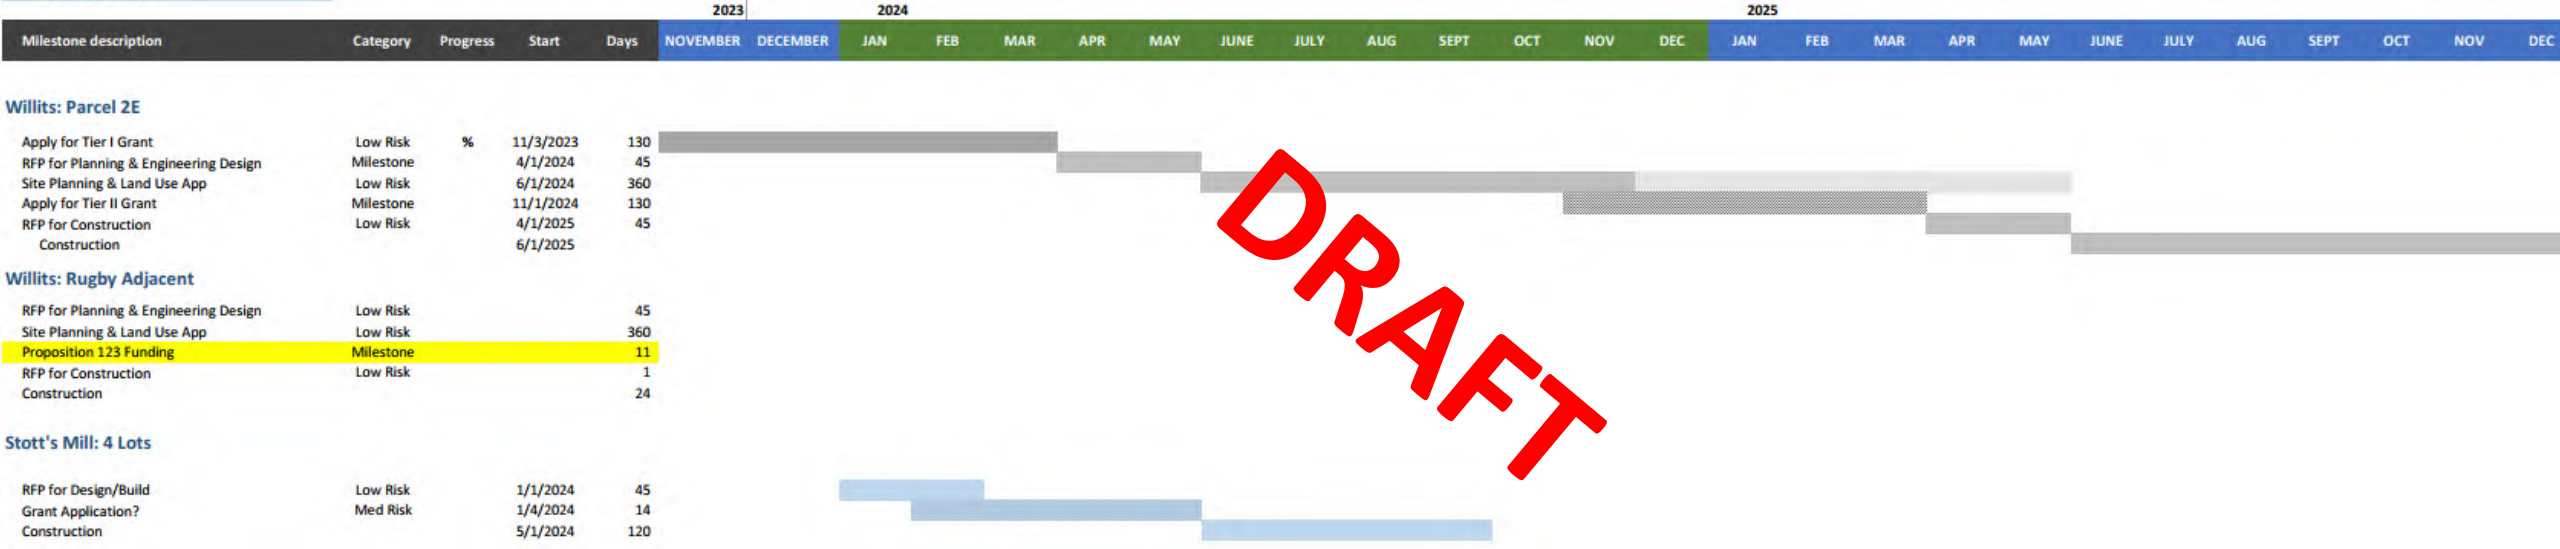 2023 2024 2025
Milestone description Category Progress Start Days NOVEMBER DECEMBER JAN FEB MAR APR MAY JUNE JULY AUG SEPT OCT NOV DEC JAN FEB MAR APR MAY JUNE JULY AUG SEPT OCT NOV DEC
Willits: Parcel 2E
Apply for Tier I Grant Low Risk % 11/3/2023 130
RFP for Planning & Engineering Design Milestone 4/1/2024 45
Site Planning & Land Use App Low Risk 6/1/2024 360
Apply for Tier II Grant Milestone 11/1/2024 130
RFP for Construction Low Risk 4/1/2025 45
Construction 6/1/2025
Willits: Rugby Adjacent
RFP for Planning & Engineering Design Low Risk 45
Site Planning & Land Use App Low Risk 360
Proposition 123 Funding Milestone 11
RFP for Construction Low Risk 1
Construction 24
DRAFT
Stott's Mill: 4 Lots
RFP for Design/Build Low Risk 1/1/2024 45
Grant Application? Med Risk 1/4/2024 14
Construction 5/1/2024 120